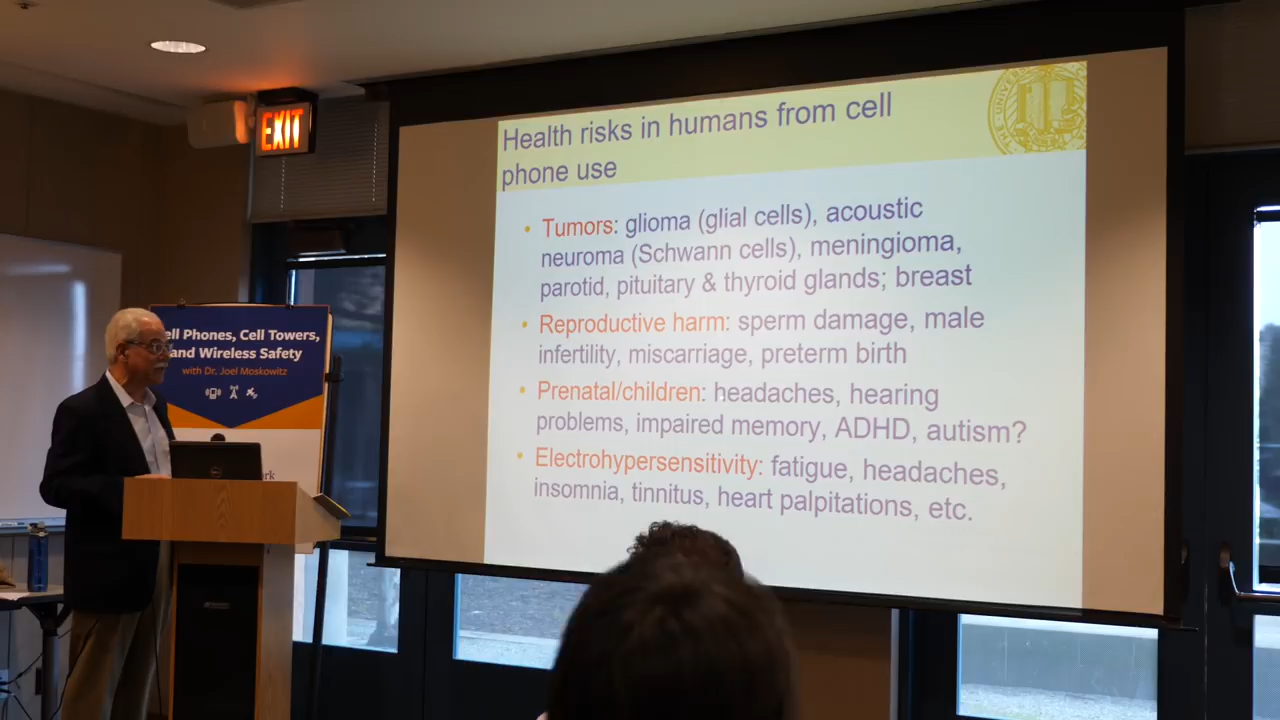 EXIT
Health risks in humans from cell
phone use
• Tumors: glioma (glial cells), acoustic
neuroma (Schwann cells), meningioma,
parotid, pituitary & thyroid glands; breast
• Reproductive harm: sperm damage, male
infertility, miscarriage, preterm birth
• Prenatal/children: headaches, hearing
problems, impaired memory, ADHD, autism?
• Electrohypersensitivity: fatigue, headaches,
insomnia, tinnitus, heart palpitations, etc.
ell Phones, Cell Towers,
and Wireless Safety
with Dr. Joel Moskowitz
rk
DELL